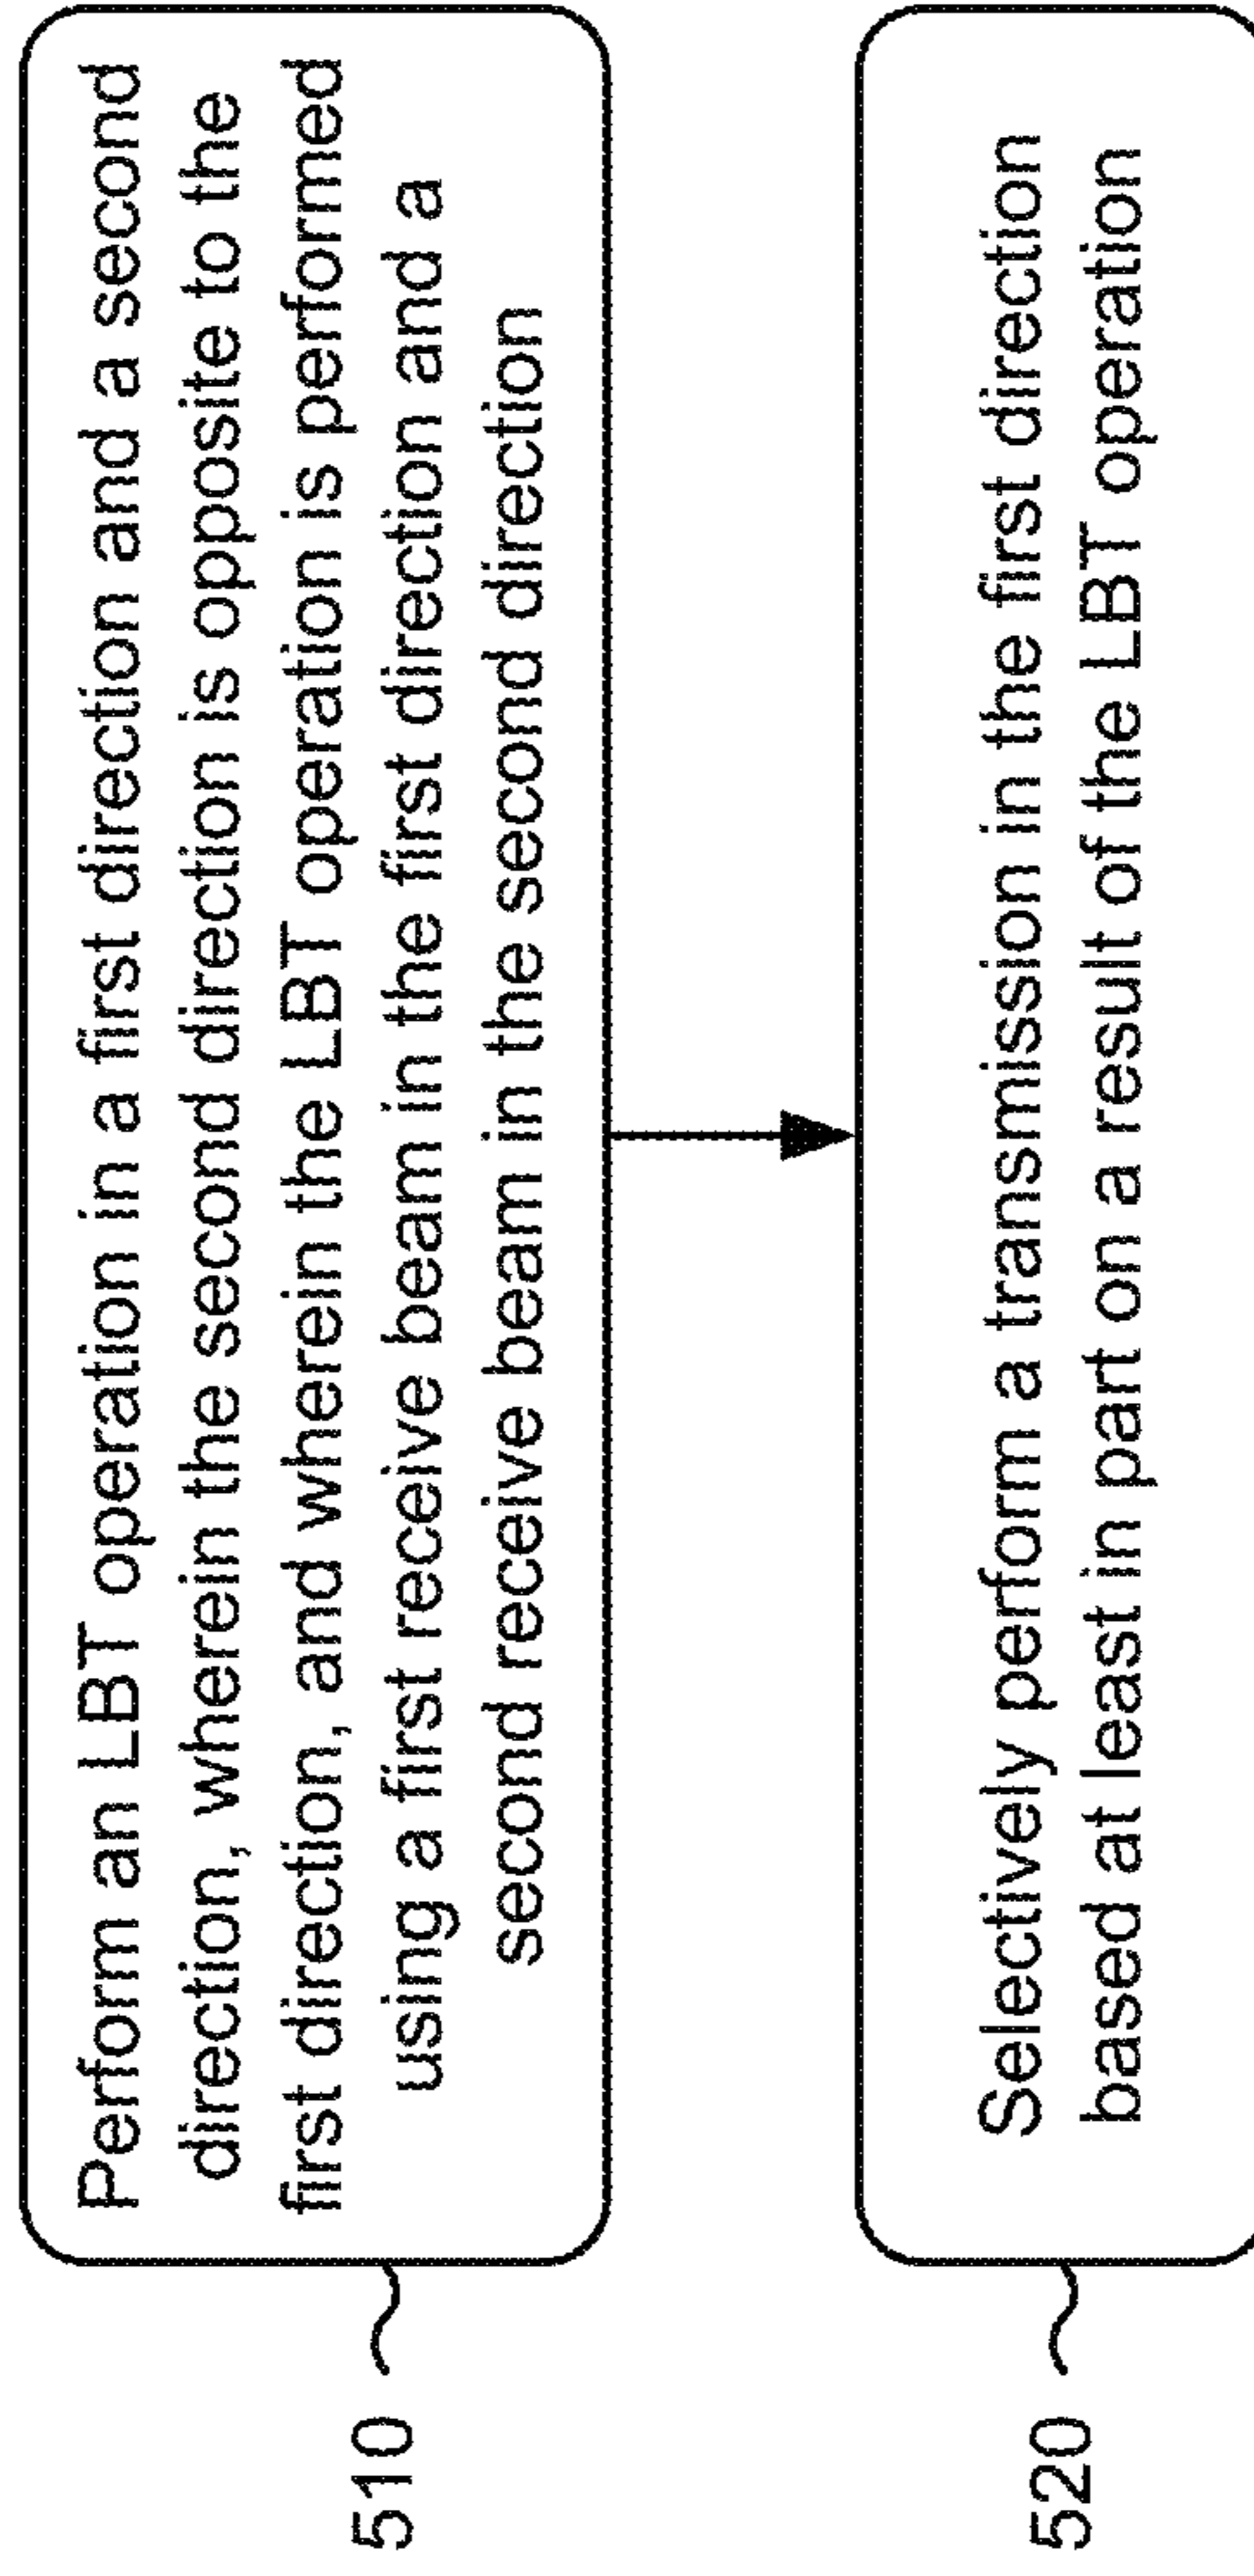 510
Perform an LBT operation in a first direction and a second
direction, wherein the second direction is opposite to the
first direction, and wherein the LBT operation is performed
using a first receive beam in the first direction and a
second receive beam in the second direction
520
Selectively perform a transmission in the first direction
based at least in part on a result of the LBT operation